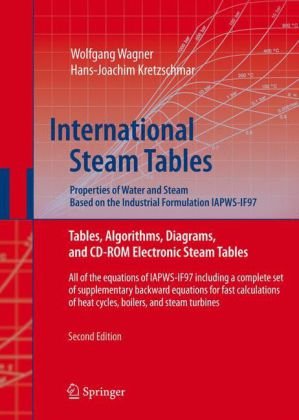 Wolfgang Wagner
Hans-Joachim Kretzschmar
International
Steam Tables
Properties of Water and Steam
Based on the Industrial Formulation IAPWS-IF97
Tables, Algorithms, Diagrams,
and CD-ROM Electronic Steam Tables
All of the equations of IAPWS-IF97 including a complete set
of supplementary backward equations for fast calculations
of heat cycles, boilers, and steam turbines
Second Edition
Springer